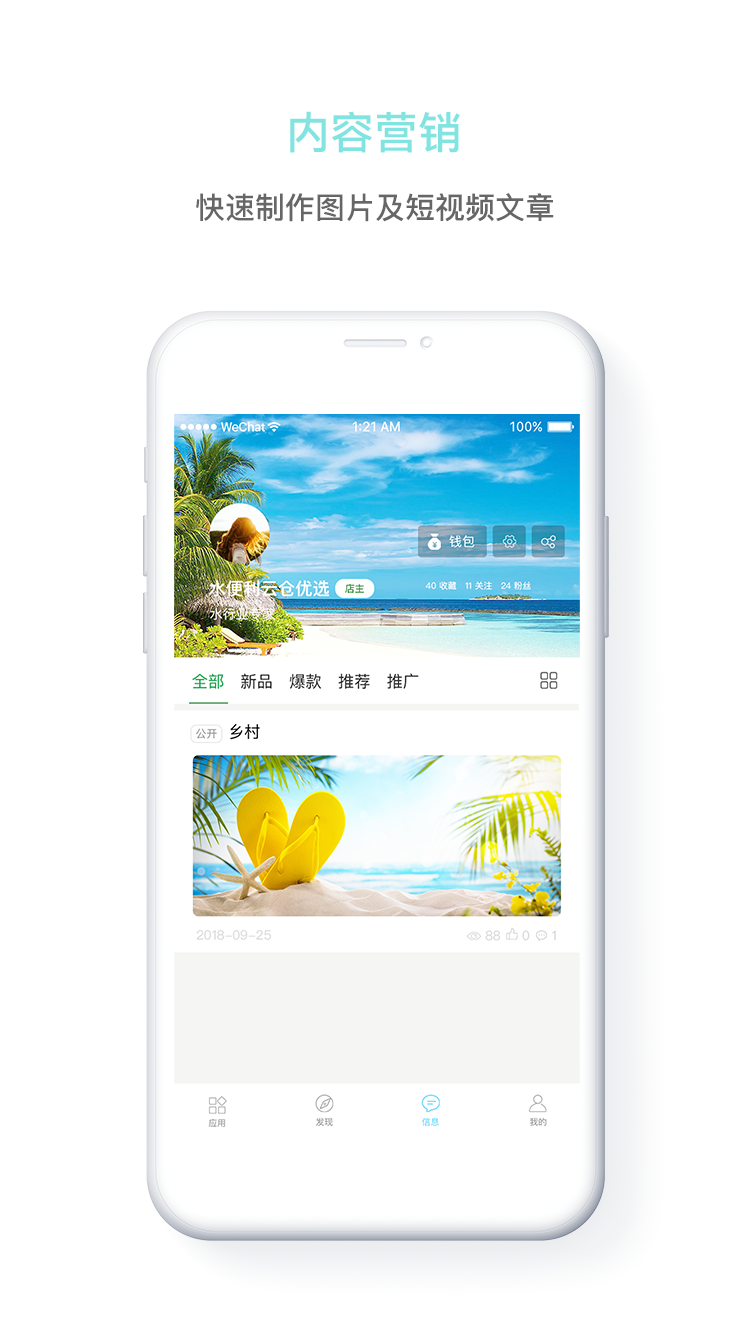 内容营销
快速制作图片及短视频文章
WeChat 1:21 AM 100%
钱包
水便利云仓优选 店主 40 收藏 11 关注 24 粉丝
水行业
全部 新品 爆款 推荐 推广
公开 乡村
2018-09-25 88 0 1
应用 发现 信息 我的